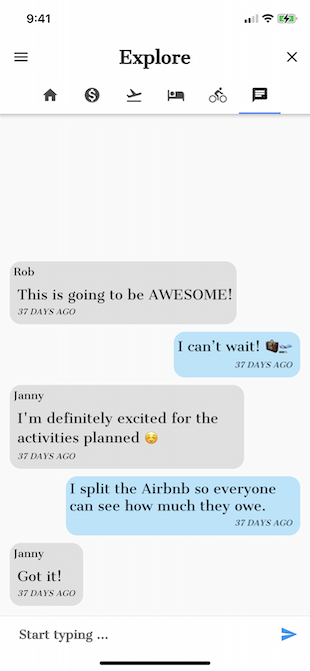 9:41
Explore
Rob
This is going to be AWESOME!
37 DAYS AGO
I can't wait! 🧳🛫
37 DAYS AGO
Janny
I'm definitely excited for the
activities planned ☺️
37 DAYS AGO
I split the Airbnb so everyone
can see how much they owe.
37 DAYS AGO
Janny
Got it!
37 DAYS AGO
Start typing ...